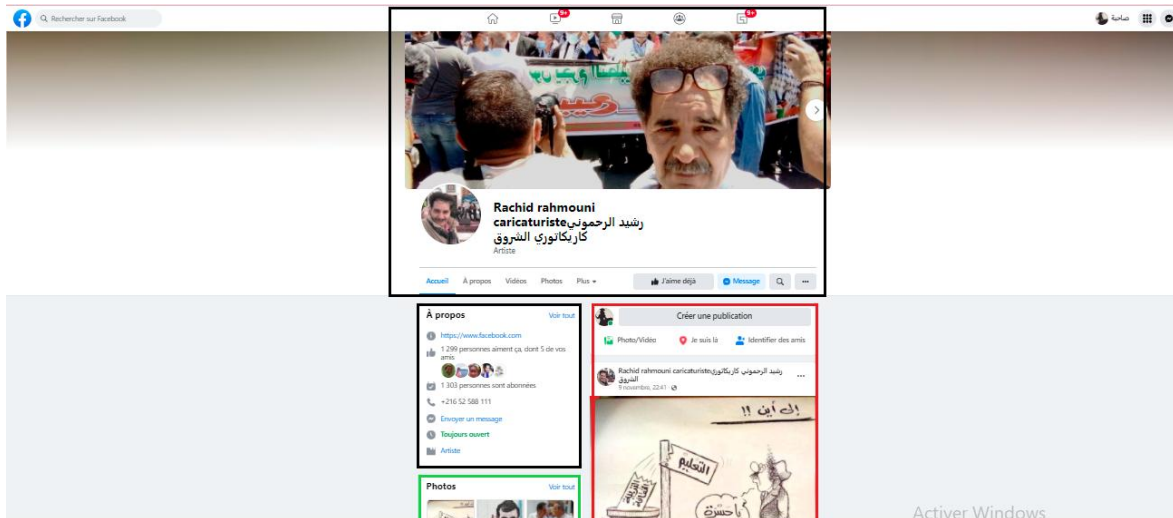 Rechercher sur Facebook
9+
9+
صاحبة
Rachid rahmouni
caricaturisteرشيد الرحموني
كاريكاتوري الشروق
Artiste
Accueil
À propos
Vidéos
Photos
Plus
J'aime déjà
Message
À propos
Voir tout
https://www.facebook.com
1 299 personnes aiment ça, dont 5 de vos
amis
1 303 personnes sont abonnées
+216 52 588 111
Envoyer un message
Toujours ouvert
Artiste
Photos
Voir tout
Créer une publication
Photo/Vidéo
Je suis là
Identifier des amis
Rachid rahmouni caricaturisteرشيد الرحموني كاريكاتوري
الشروق
9 novembre, 22:41
إلى أين !!
التعليم
يا حسرة
Activer Windows